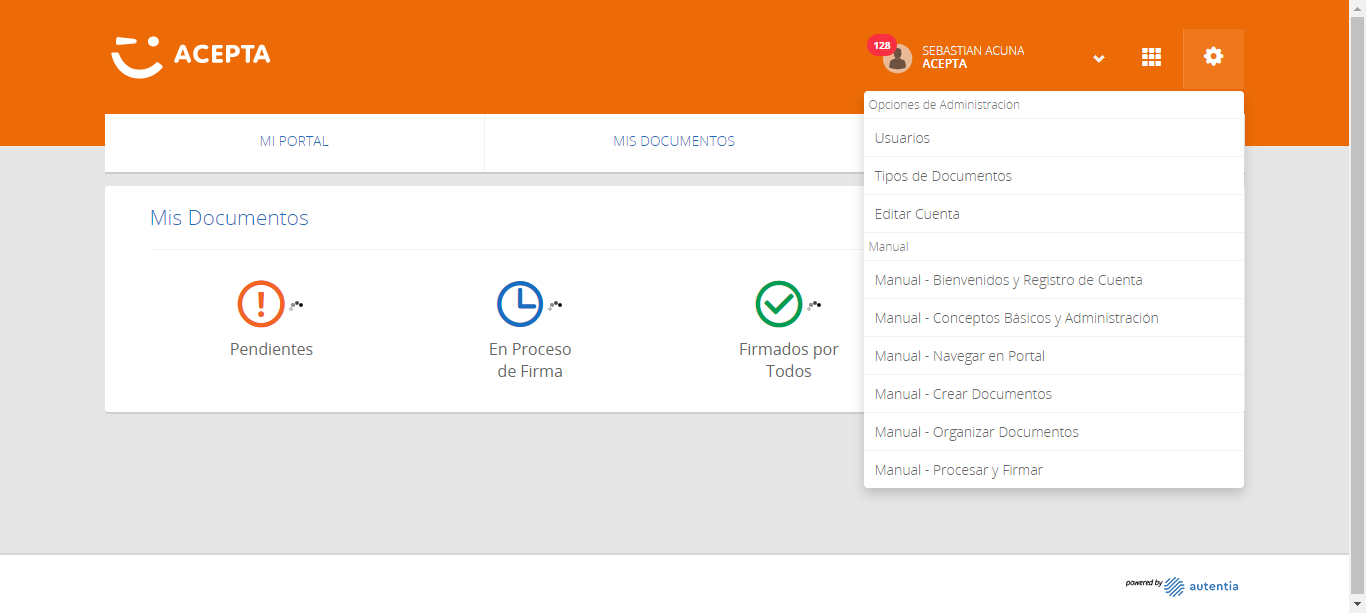 ACEPTA
128
SEBASTIAN ACUNA
ACEPTA
MI PORTAL
MIS DOCUMENTOS
Mis Documentos
Pendientes
En Proceso
de Firma
Firmados por
Todos
Opciones de Administración
Usuarios
Tipos de Documentos
Editar Cuenta
Manual
Manual - Bienvenidos y Registro de Cuenta
Manual - Conceptos Básicos y Administración
Manual - Navegar en Portal
Manual - Crear Documentos
Manual - Organizar Documentos
Manual - Procesar y Firmar
powered by autentia